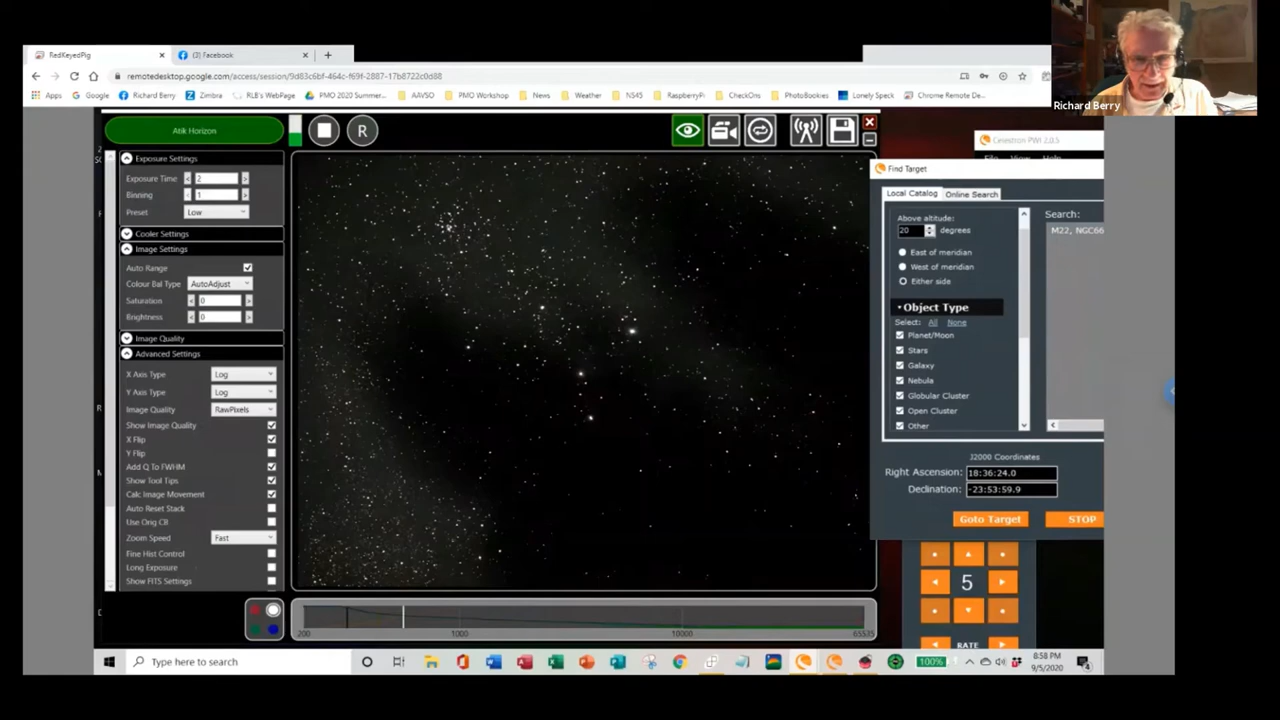 Richard Berry
RedKeyedPig
(2) Facebook
remotedesktop.google.com/access/session/9d83c6bf-464c-f69f-2887-17b8722c0d88
Apps
G
Facebook
Richard Berry
Zimbra
RLB's WebPage
PMO 2020 Summer...
AAVSO
PMO Workshop
News
Weather
NS45
RaspberryPi
CheckOns
PhotoBookies
Lonely Speck
Chrome Remote De...
Atik Horizon
R
Exposure Settings
Exposure Time
2
Binning
1
Preset
Low
Cooler Settings
Image Settings
Auto Range
Colour Bal Type
AutoAdjust
Saturation
0
Brightness
0
Image Quality
Advanced Settings
X Axis Type
Log
Y Axis Type
Log
Image Quality
RawPixels
Show Image Quality
X Flip
Y Flip
Add Q To FWHM
Show Tool Tips
Calc Image Movement
Auto Reset Stack
Use Orig CB
Zoom Speed
Fast
Fine Hist Control
Long Exposure
Show FITS Settings
200
1000
10000
65535
Celestron PWI 2.0.5
File View Help
Find Target
Local Catalog
Online Search
Above altitude:
20
degrees
East of meridian
West of meridian
Either side
Object Type
Select: All None
Planet/Moon
Stars
Galaxy
Nebula
Globular Cluster
Open Cluster
Other
Search:
M22, NGC66
J2000 Coordinates
Right Ascension:
18:36:24.0
Declination:
-23:53:59.9
Goto Target
STOP
5
RATE
Type here to search
100%
8:58 PM
9/5/2020
4